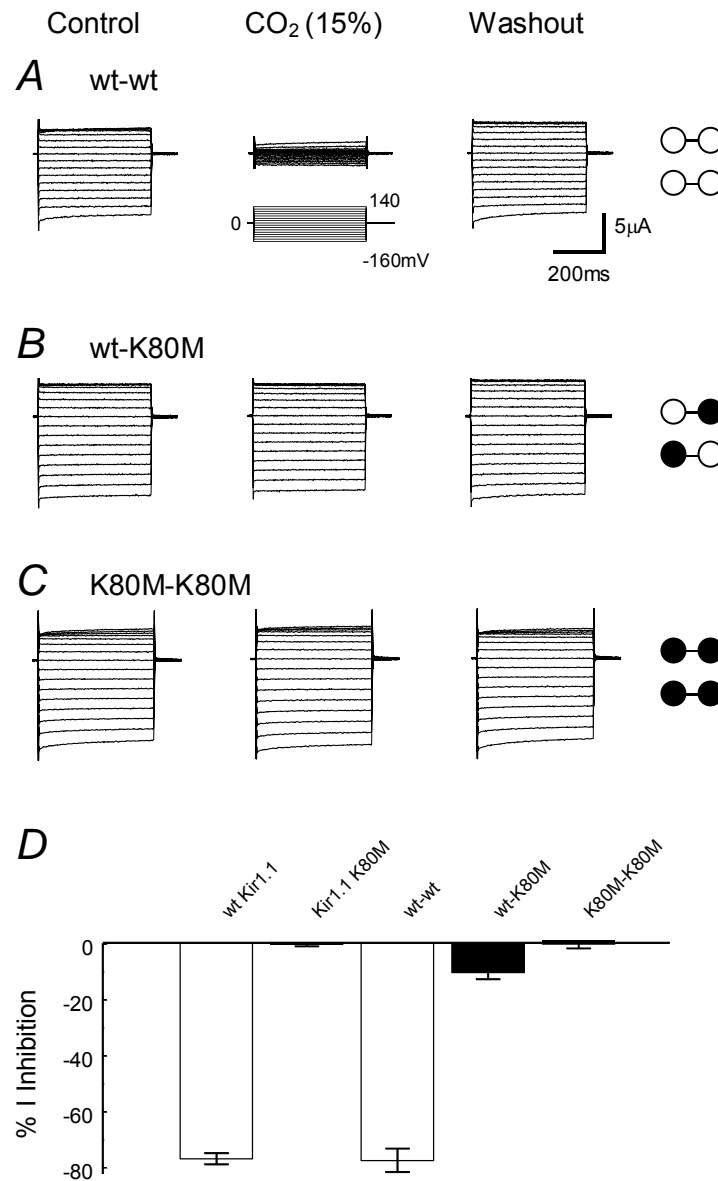 Control CO₂ (15%) Washout
A wt-wt
140
0
-160mV
5µA
200ms
B wt-K80M
C K80M-K80M
D
wt Kir1.1
Kir1.1 K80M
wt-wt
wt-K80M
K80M-K80M
% I Inhibition
0
-20
-40
-60
-80